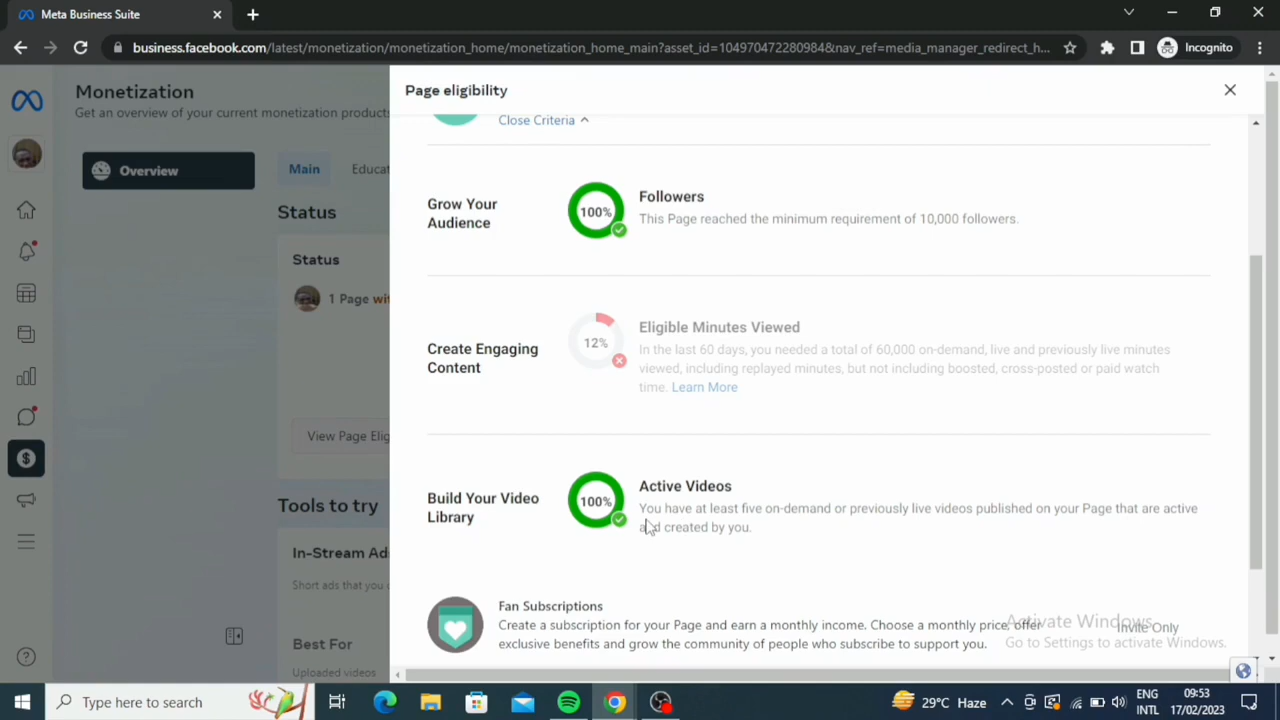 Meta Business Suite
business.facebook.com/latest/monetization/monetization_home/monetization_home_main?asset_id=104970472280984&nav_ref=media_manager_redirect_h...
Incognito
Monetization
Get an overview of your current monetization products
Overview
Main
Educat
Status
Status
1 Page wit
View Page Elig
Tools to try
In-Stream Ads
Short ads that you c
Best For
Uploaded videos
Page eligibility
Close Criteria
Grow Your
Audience
100%
Followers
This Page reached the minimum requirement of 10,000 followers.
Create Engaging
Content
12%
Eligible Minutes Viewed
In the last 60 days, you needed a total of 60,000 on-demand, live and previously live minutes
viewed, including replayed minutes, but not including boosted, cross-posted or paid watch
time. Learn More
Build Your Video
Library
100%
Active Videos
You have at least five on-demand or previously live videos published on your Page that are active
and created by you.
Fan Subscriptions
Create a subscription for your Page and earn a monthly income. Choose a monthly price, offer
exclusive benefits and grow the community of people who subscribe to support you.
Invite Only
Activate Windows
Go to Settings to activate Windows.
Type here to search
29°C Haze
ENG
INTL
09:53
17/02/2023